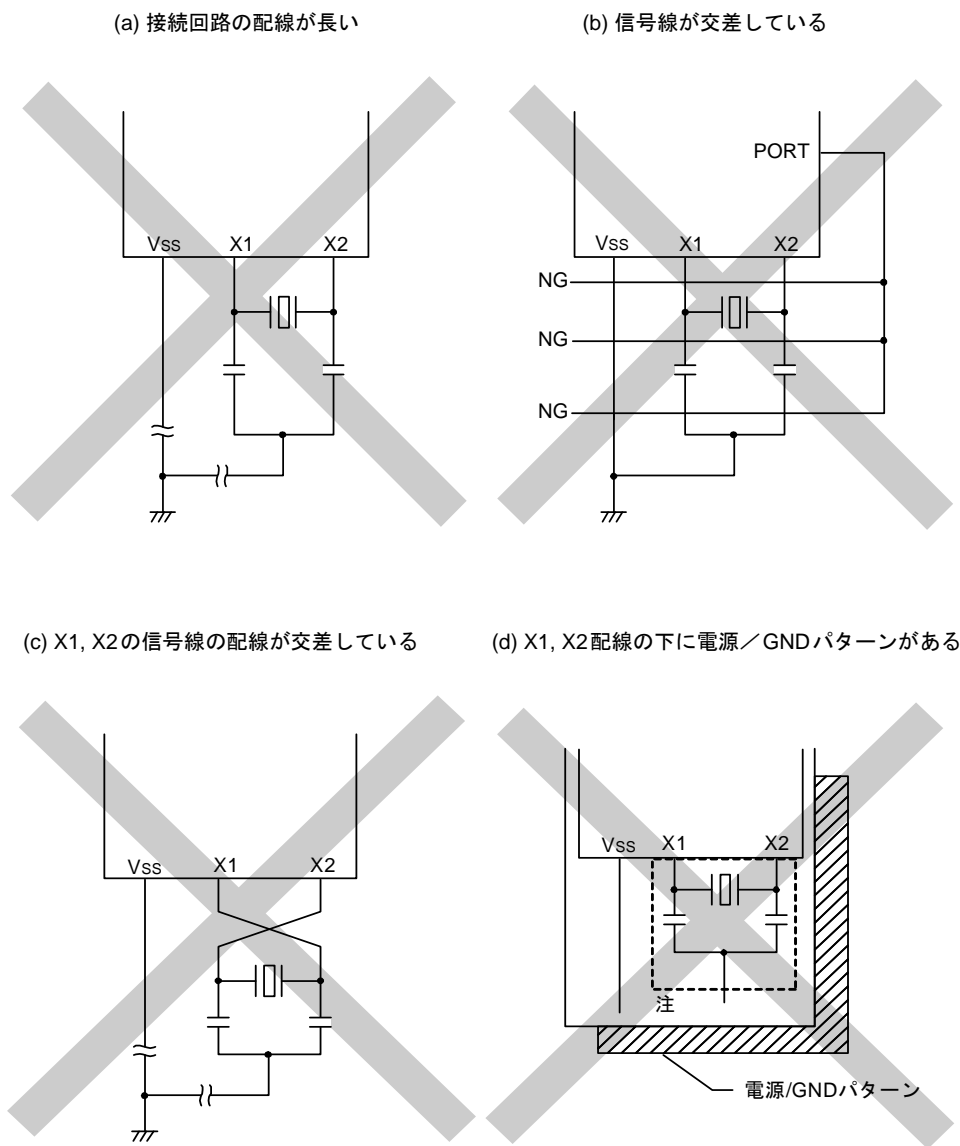 (a) 接続回路の配線が長い
(b) 信号線が交差している
VSS X1 X2
PORT
VSS X1 X2
NG
NG
NG
(c) X1, X2の信号線の配線が交差している
(d) X1, X2配線の下に電源／GNDパターンがある
VSS X1 X2
VSS X1 X2
注
電源/GNDパターン